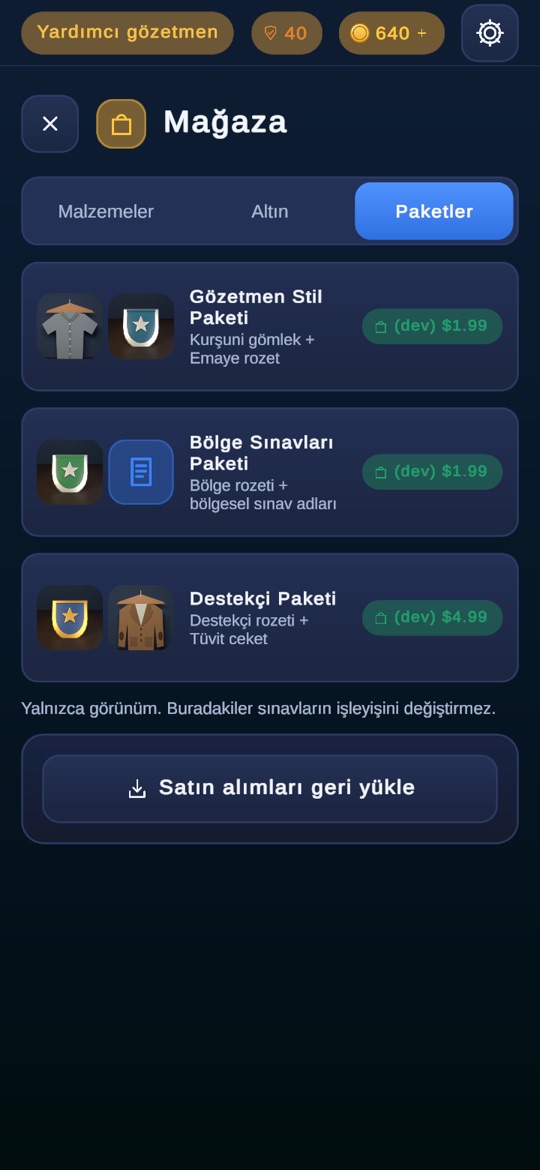 Yardımcı gözetmen
40
640 +
Mağaza
Malzemeler
Altın
Paketler
Gözetmen Stil
Paketi
Kurşuni gömlek +
Emaye rozet
(dev) $1.99
Bölge Sınavları
Paketi
Bölge rozeti +
bölgesel sınav adları
(dev) $1.99
Destekçi Paketi
Destekçi rozeti +
Tüvit ceket
(dev) $4.99
Yalnızca görünüm. Buradakiler sınavların işleyişini değiştirmez.
Satın alımları geri yükle